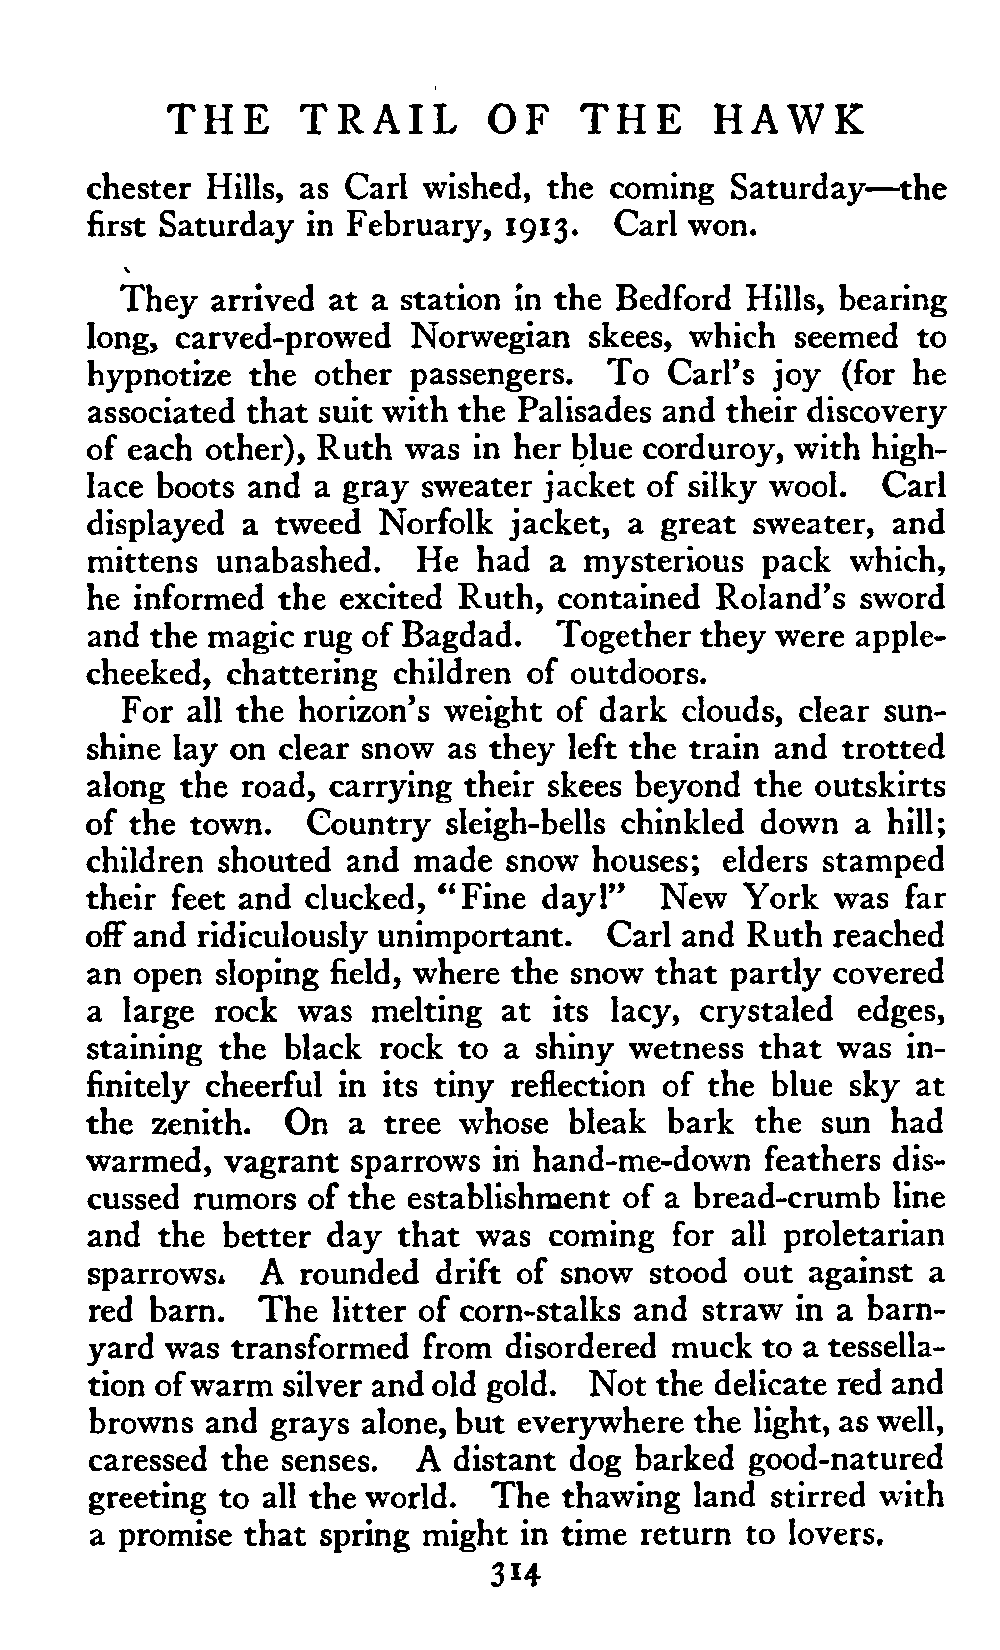 THE TRAIL OF THE HAWK
chester Hills, as Carl wished, the coming Saturday—the
first Saturday in February, 1913. Carl won.
They arrived at a station in the Bedford Hills, bearing
long, carved-prowed Norwegian skees, which seemed to
hypnotize the other passengers. To Carl's joy (for he
associated that suit with the Palisades and their discovery
of each other), Ruth was in her blue corduroy, with high-
lace boots and a gray sweater jacket of silky wool. Carl
displayed a tweed Norfolk jacket, a great sweater, and
mittens unabashed. He had a mysterious pack which,
he informed the excited Ruth, contained Roland's sword
and the magic rug of Bagdad. Together they were apple-
cheeked, chattering children of outdoors.
For all the horizon's weight of dark clouds, clear sun-
shine lay on clear snow as they left the train and trotted
along the road, carrying their skees beyond the outskirts
of the town. Country sleigh-bells chinkled down a hill;
children shouted and made snow houses; elders stamped
their feet and clucked, "Fine day!" New York was far
off and ridiculously unimportant. Carl and Ruth reached
an open sloping field, where the snow that partly covered
a large rock was melting at its lacy, crystaled edges,
staining the black rock to a shiny wetness that was in-
finitely cheerful in its tiny reflection of the blue sky at
the zenith. On a tree whose bleak bark the sun had
warmed, vagrant sparrows in hand-me-down feathers dis-
cussed rumors of the establishment of a bread-crumb line
and the better day that was coming for all proletarian
sparrows. A rounded drift of snow stood out against a
red barn. The litter of corn-stalks and straw in a barn-
yard was transformed from disordered muck to a tessella-
tion of warm silver and old gold. Not the delicate red and
browns and grays alone, but everywhere the light, as well,
caressed the senses. A distant dog barked good-natured
greeting to all the world. The thawing land stirred with
a promise that spring might in time return to lovers.
314